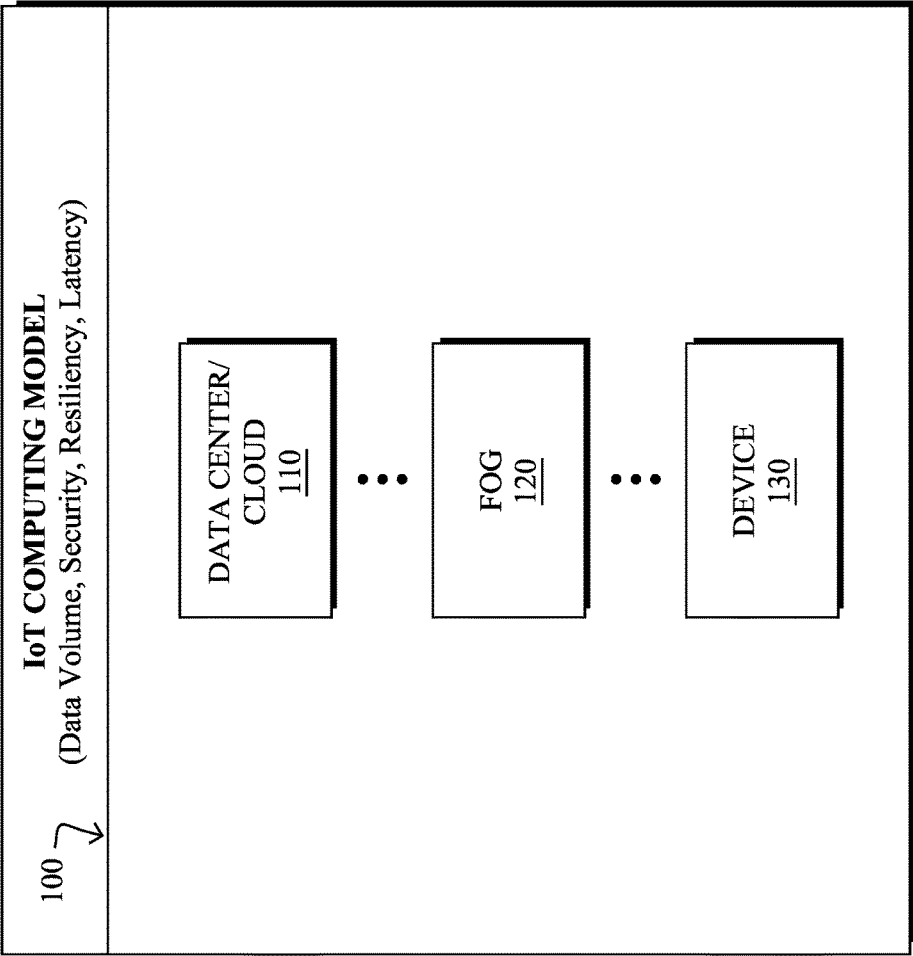 100
IoT COMPUTING MODEL
(Data Volume, Security, Resiliency, Latency)
DATA CENTER/
CLOUD
110
FOG
120
DEVICE
130